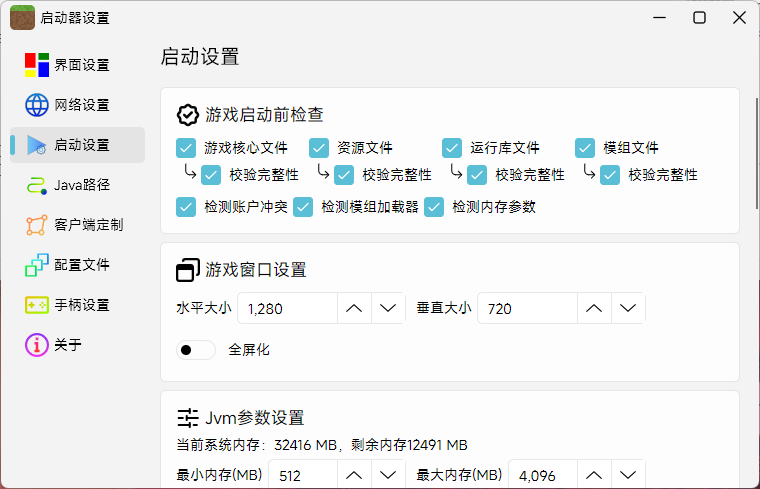 启动器设置
界面设置
网络设置
启动设置
Java路径
客户端定制
配置文件
手柄设置
关于
启动设置
游戏启动前检查
游戏核心文件 资源文件 运行库文件 模组文件
校验完整性 校验完整性 校验完整性 校验完整性
检测账户冲突 检测模组加载器 检测内存参数
游戏窗口设置
水平大小 1,280 垂直大小 720
全屏化
Jvm参数设置
当前系统内存：32416 MB，剩余内存12491 MB
最小内存(MB) 512 最大内存(MB) 4,096